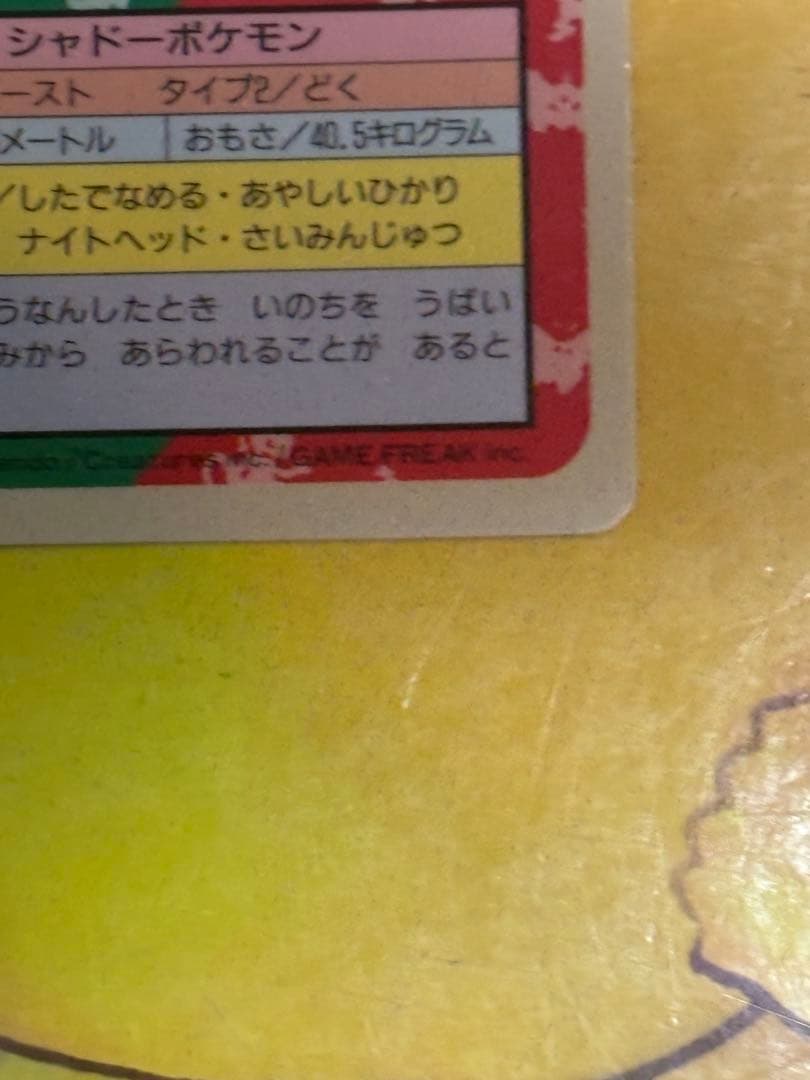 シャドーポケモン
ースト タイプ2／どく
メートル おもさ／40.5キログラム
／したでなめる・あやしいひかり
ナイトヘッド・さいみんじゅつ
うなんしたとき いのちを うばい
みから あらわれることが あると
endo／Creatures inc.／GAME FREAK inc.